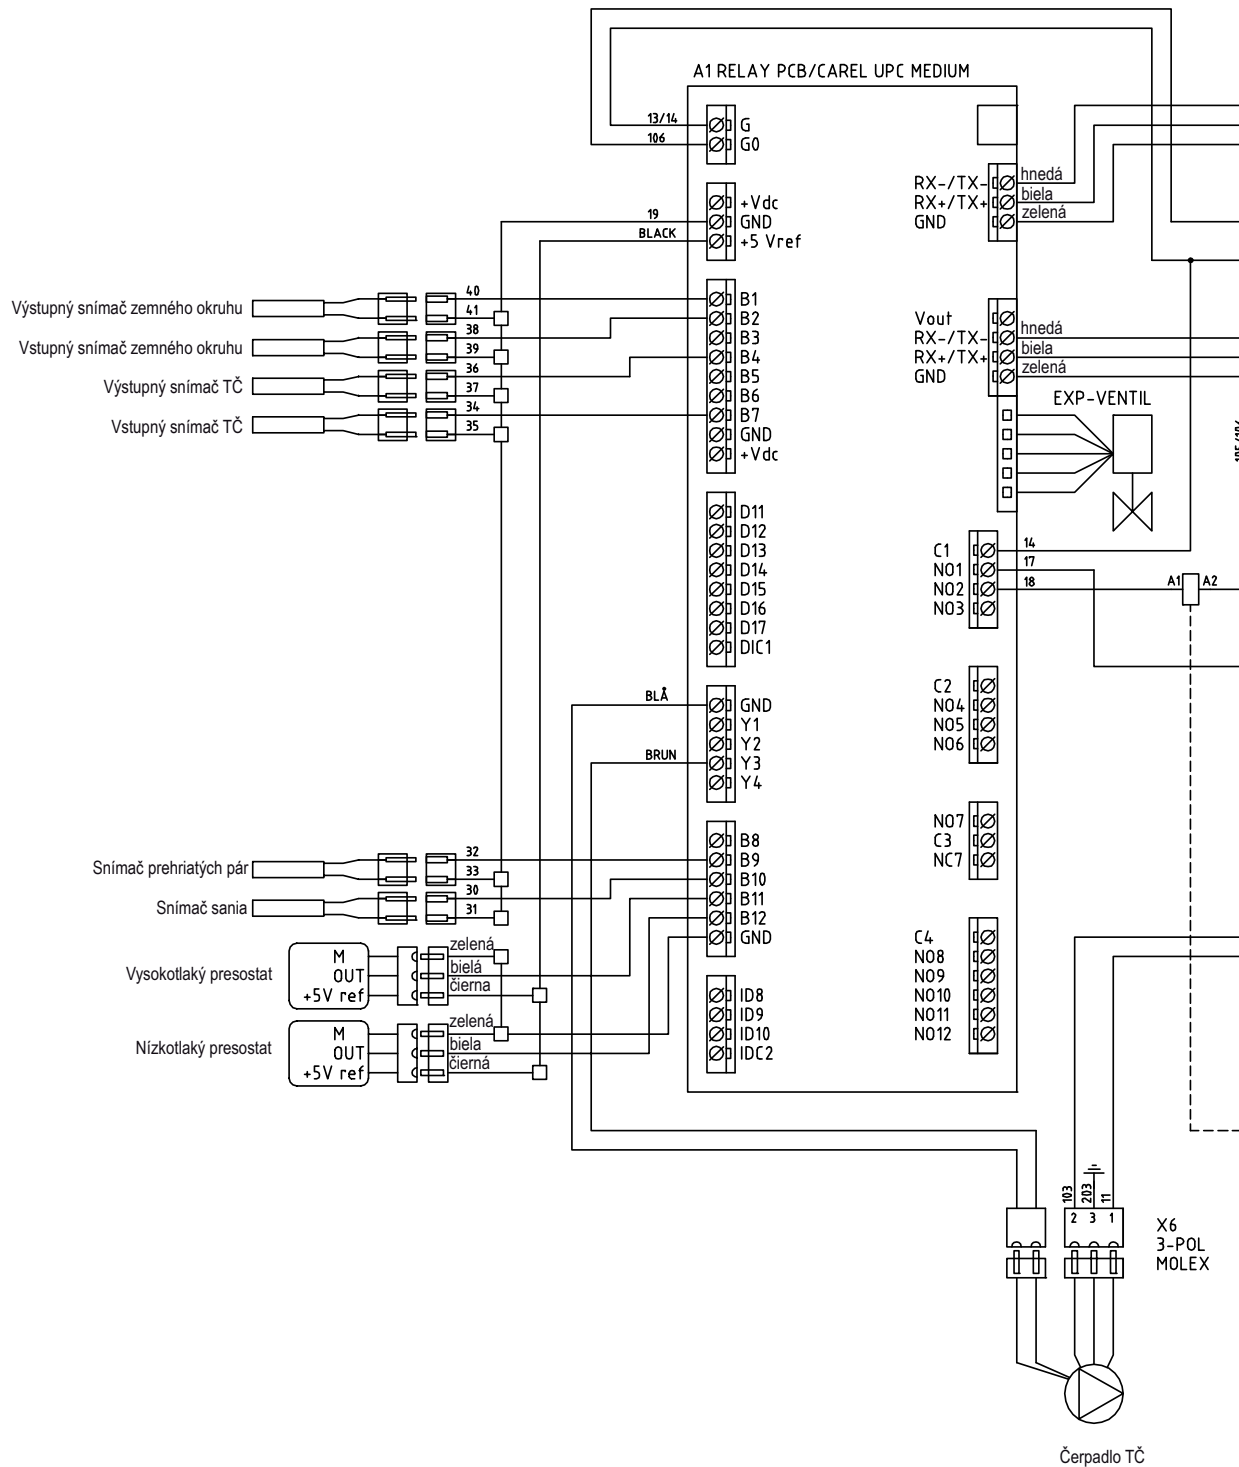 A1 RELAY PCB/CAREL UPC MEDIUM
13/14
G
106
G0
+Vdc
19
GND
BLACK
+5 Vref
RX-/TX-
hnedá
RX+/TX+
biela
GND
zelená
Výstupný snímač zemného okruhu
40
41
Vstupný snímač zemného okruhu
38
39
Výstupný snímač TČ
36
37
Vstupný snímač TČ
34
35
B1
B2
B3
B4
B5
B6
B7
GND
+Vdc
Vout
RX-/TX-
hnedá
RX+/TX+
biela
GND
zelená
EXP-VENTIL
D11
D12
D13
D14
D15
D16
D17
DIC1
C1
14
NO1
17
NO2
18
NO3
A1
A2
BLÅ
GND
Y1
Y2
BRUN
Y3
Y4
C2
NO4
NO5
NO6
NO7
C3
NC7
Snímač prehriatých pár
32
33
Snímač sania
30
31
B8
B9
B10
B11
B12
GND
Vysokotlaký presostat
M
OUT
+5V ref
zelená
bielá
čierna
Nízkotlaký presostat
M
OUT
+5V ref
zelená
biela
čierná
ID8
ID9
ID10
IDC2
C4
NO8
NO9
NO10
NO11
NO12
103
203
11
2 3 1
X6
3-POL
MOLEX
Čerpadlo TČ